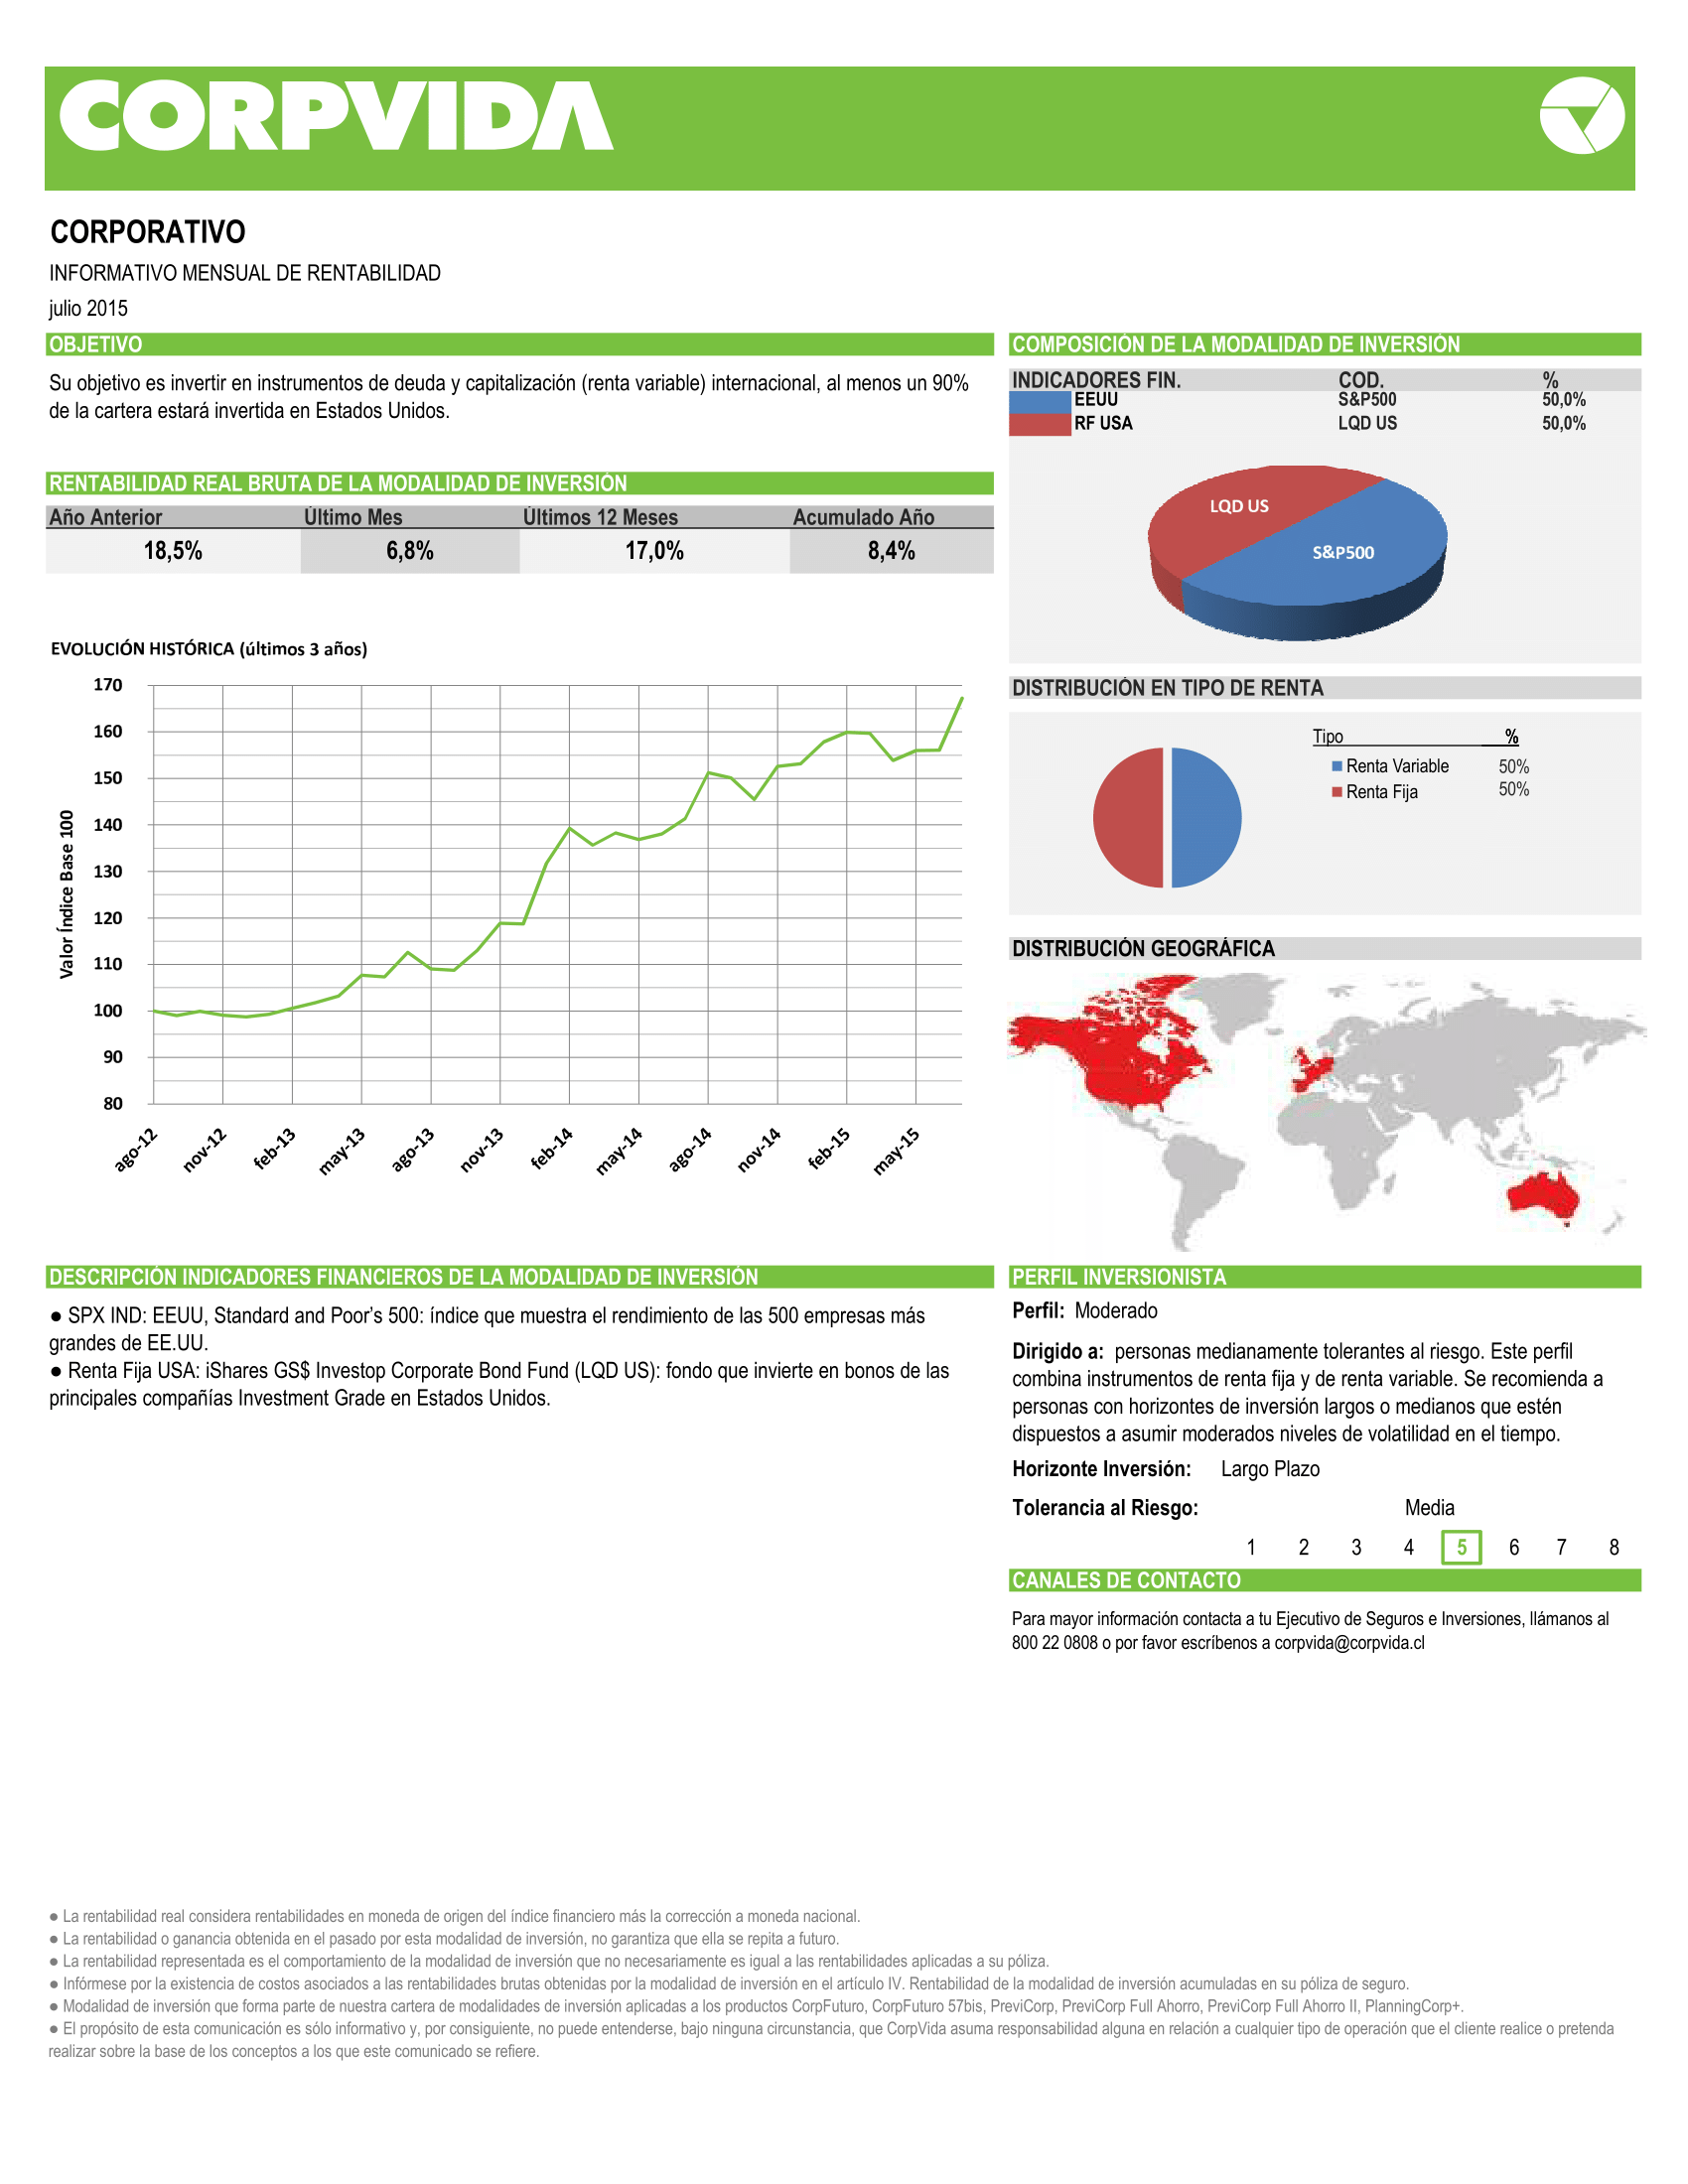 CORPVIDA
CORPORATIVO
INFORMATIVO MENSUAL DE RENTABILIDAD
julio 2015
OBJETIVO
Su objetivo es invertir en instrumentos de deuda y capitalización (renta variable) internacional, al menos un 90%
de la cartera estará invertida en Estados Unidos.
RENTABILIDAD REAL BRUTA DE LA MODALIDAD DE INVERSIÓN
Año Anterior Último Mes Últimos 12 Meses Acumulado Año
18,5% 6,8% 17,0% 8,4%
EVOLUCIÓN HISTÓRICA (últimos 3 años)
Valor Índice Base 100
170
160
150
140
130
120
110
100
90
80
ago-12 nov-12 feb-13 may-13 ago-13 nov-13 feb-14 may-14 ago-14 nov-14 feb-15 may-15
COMPOSICIÓN DE LA MODALIDAD DE INVERSIÓN
INDICADORES FIN. COD. %
EEUU S&P500 50,0%
RF USA LQD US 50,0%
LQD US
S&P500
DISTRIBUCIÓN EN TIPO DE RENTA
Tipo %
Renta Variable 50%
Renta Fija 50%
DISTRIBUCIÓN GEOGRÁFICA
DESCRIPCIÓN INDICADORES FINANCIEROS DE LA MODALIDAD DE INVERSIÓN
● SPX IND: EEUU, Standard and Poor's 500: índice que muestra el rendimiento de las 500 empresas más
grandes de EE.UU.
● Renta Fija USA: iShares GS$ Investop Corporate Bond Fund (LQD US): fondo que invierte en bonos de las
principales compañías Investment Grade en Estados Unidos.
PERFIL INVERSIONISTA
Perfil: Moderado
Dirigido a: personas medianamente tolerantes al riesgo. Este perfil
combina instrumentos de renta fija y de renta variable. Se recomienda a
personas con horizontes de inversión largos o medianos que estén
dispuestos a asumir moderados niveles de volatilidad en el tiempo.
Horizonte Inversión: Largo Plazo
Tolerancia al Riesgo: Media
1 2 3 4 5 6 7 8
CANALES DE CONTACTO
Para mayor información contacta a tu Ejecutivo de Seguros e Inversiones, llámanos al
800 22 0808 o por favor escríbenos a corpvida@corpvida.cl
● La rentabilidad real considera rentabilidades en moneda de origen del índice financiero más la corrección a moneda nacional.
● La rentabilidad o ganancia obtenida en el pasado por esta modalidad de inversión, no garantiza que ella se repita a futuro.
● La rentabilidad representada es el comportamiento de la modalidad de inversión que no necesariamente es igual a las rentabilidades aplicadas a su póliza.
● Infórmese por la existencia de costos asociados a las rentabilidades brutas obtenidas por la modalidad de inversión en el artículo IV. Rentabilidad de la modalidad de inversión acumuladas en su póliza de seguro.
● Modalidad de inversión que forma parte de nuestra cartera de modalidades de inversión aplicadas a los productos CorpFuturo, CorpFuturo 57bis, PreviCorp, PreviCorp Full Ahorro, PreviCorp Full Ahorro II, PlanningCorp+.
● El propósito de esta comunicación es sólo informativo y, por consiguiente, no puede entenderse, bajo ninguna circunstancia, que CorpVida asuma responsabilidad alguna en relación a cualquier tipo de operación que el cliente realice o pretenda
realizar sobre la base de los conceptos a los que este comunicado se refiere.